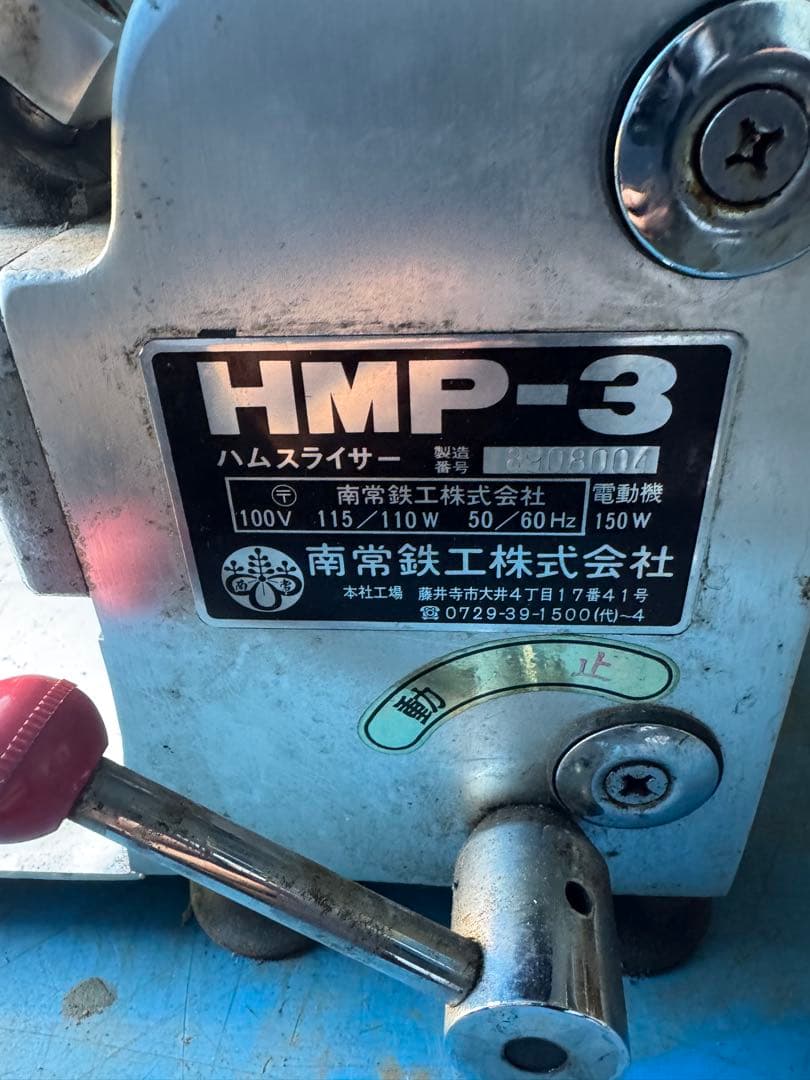 HMP-3
ハムスライサー 製造番号 8908004
〒 南常鉄工株式会社 電動機
100V 115/110W 50/60Hz 150W
南常 南常鉄工株式会社
本社工場 藤井寺市大井4丁目17番41号
☎0729-39-1500(代)~4
動 止